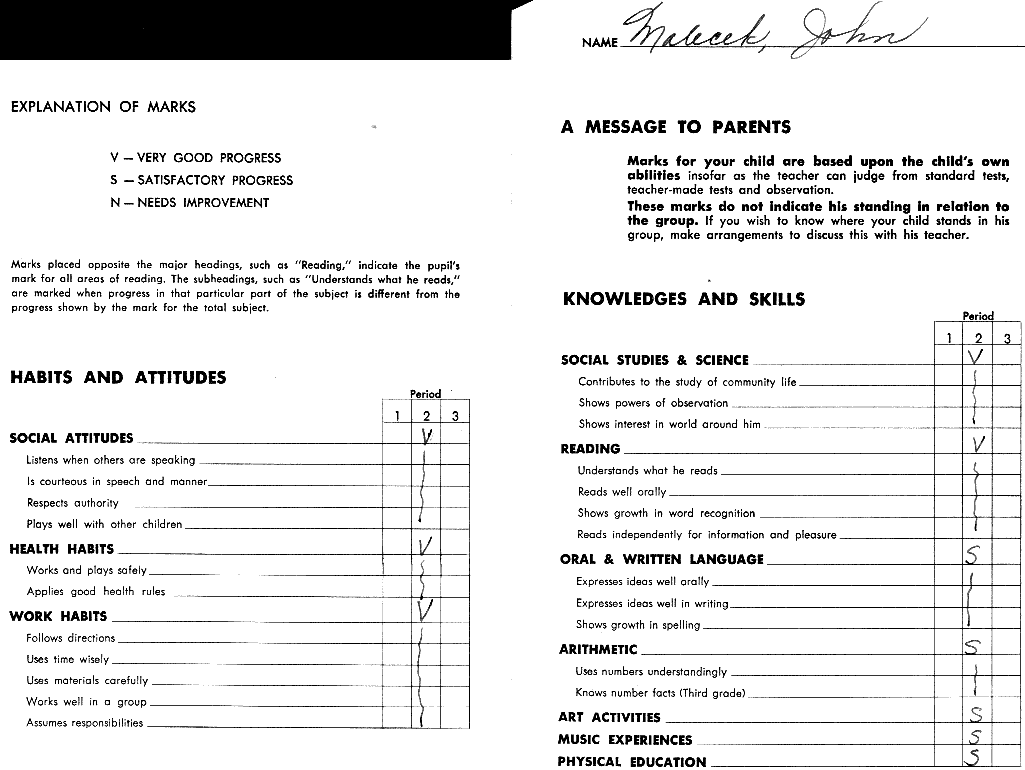 EXPLANATION OF MARKS
V — VERY GOOD PROGRESS
S — SATISFACTORY PROGRESS
N — NEEDS IMPROVEMENT
Marks placed opposite the major headings, such as "Reading," indicate the pupil's
mark for all areas of reading. The subheadings, such as "Understands what he reads,"
are marked when progress in that particular part of the subject is different from the
progress shown by the mark for the total subject.
HABITS AND ATTITUDES
Period
1 2 3
SOCIAL ATTITUDES V
Listens when others are speaking
Is courteous in speech and manner
Respects authority
Plays well with other children
HEALTH HABITS V
Works and plays safely
Applies good health rules
WORK HABITS V
Follows directions
Uses time wisely
Uses materials carefully
Works well in a group
Assumes responsibilities
NAME Malecek, John
A MESSAGE TO PARENTS
Marks for your child are based upon the child's own
abilities insofar as the teacher can judge from standard tests,
teacher-made tests and observation.
These marks do not indicate his standing in relation to
the group. If you wish to know where your child stands in his
group, make arrangements to discuss this with his teacher.
KNOWLEDGES AND SKILLS
Period
1 2 3
SOCIAL STUDIES & SCIENCE V
Contributes to the study of community life
Shows powers of observation
Shows interest in world around him
READING V
Understands what he reads
Reads well orally
Shows growth in word recognition
Reads independently for information and pleasure
ORAL & WRITTEN LANGUAGE S
Expresses ideas well orally
Expresses ideas well in writing
Shows growth in spelling
ARITHMETIC S
Uses numbers understandingly
Knows number facts (Third grade)
ART ACTIVITIES S
MUSIC EXPERIENCES S
PHYSICAL EDUCATION S